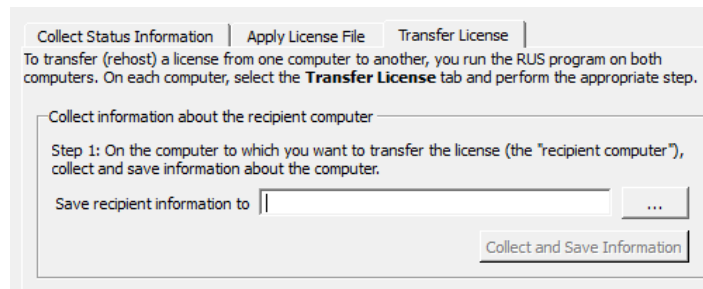 Collect Status Information Apply License File Transfer License
To transfer (rehost) a license from one computer to another, you run the RUS program on both
computers. On each computer, select the Transfer License tab and perform the appropriate step.
Collect information about the recipient computer
Step 1: On the computer to which you want to transfer the license (the "recipient computer"),
collect and save information about the computer.
Save recipient information to ...
Collect and Save Information